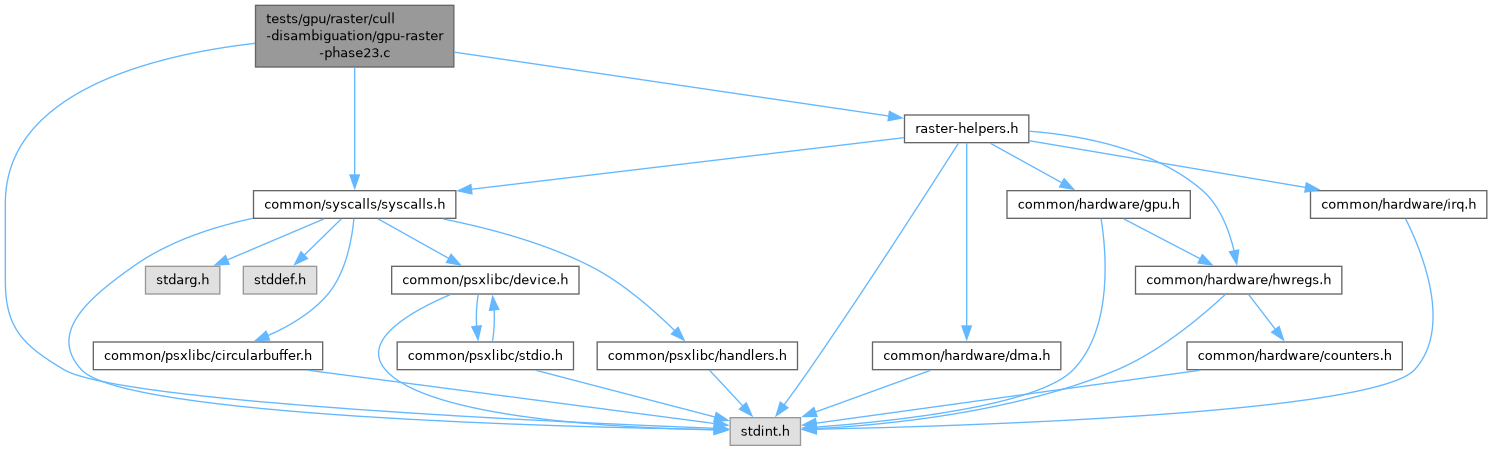 tests/gpu/raster/cull
-disambiguation/gpu-raster
-phase23.c
raster-helpers.h
common/syscalls/syscalls.h
common/hardware/gpu.h
common/hardware/irq.h
stdarg.h
stddef.h
common/psxlibc/device.h
common/hardware/hwregs.h
common/psxlibc/circularbuffer.h
common/psxlibc/stdio.h
common/psxlibc/handlers.h
common/hardware/dma.h
common/hardware/counters.h
stdint.h